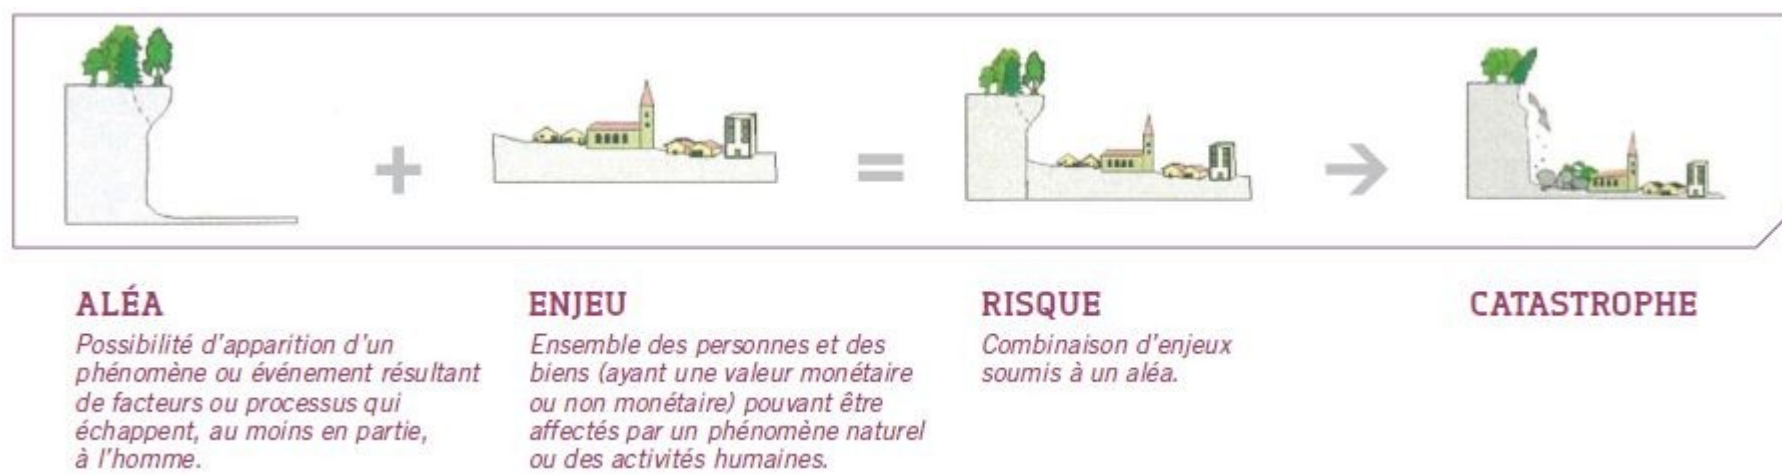 ALÉA
Possibilité d'apparition d'un
phénomène ou événement résultant
de facteurs ou processus qui
échappent, au moins en partie,
à l'homme.
ENJEU
Ensemble des personnes et des
biens (ayant une valeur monétaire
ou non monétaire) pouvant être
affectés par un phénomène naturel
ou des activités humaines.
RISQUE
Combinaison d'enjeux
soumis à un aléa.
CATASTROPHE